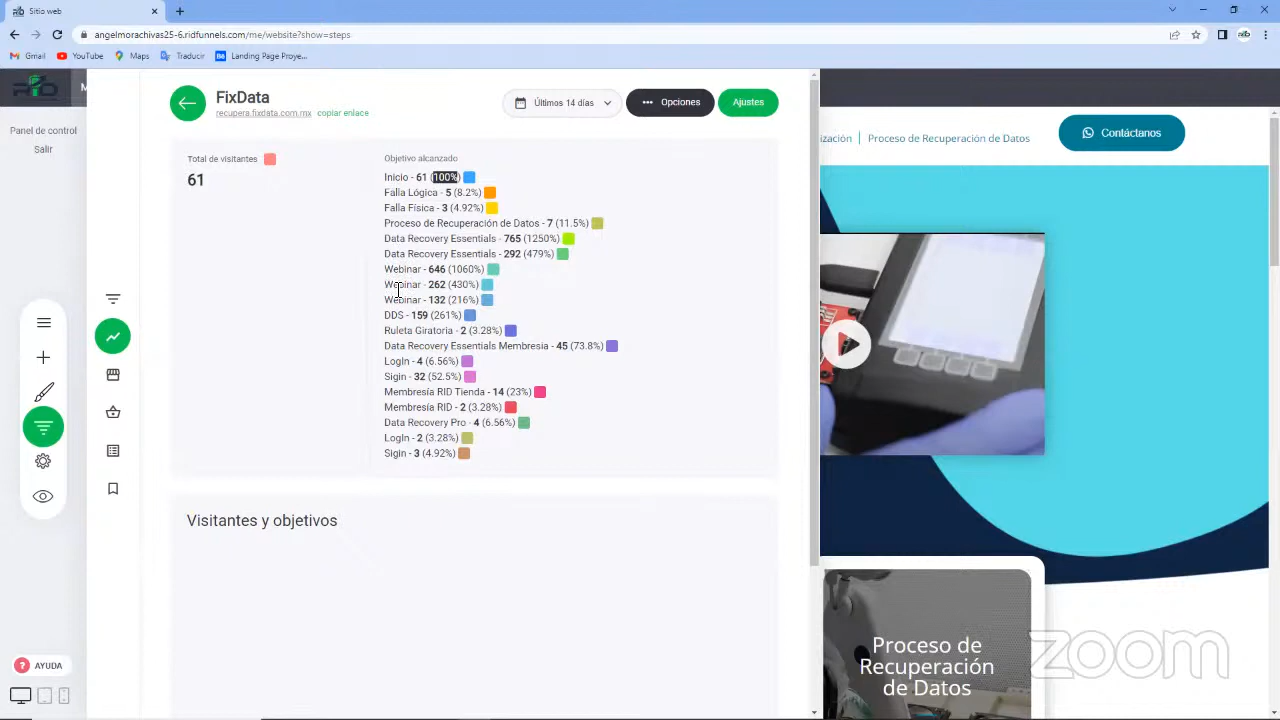 Sitio web
angelmorachivas25-6.ridfunnels.com/me/website?show=steps
Gmail
YouTube
Maps
Traducir
Landing Page Proye...
M
Panel de control
Salir
FixData
recupera.fixdata.com.mx copiar enlace
Últimos 14 días
Opciones
Ajustes
Total de visitantes
61
Objetivo alcanzado
Inicio - 61 (100%)
Falla Lógica - 5 (8.2%)
Falla Física - 3 (4.92%)
Proceso de Recuperación de Datos - 7 (11.5%)
Data Recovery Essentials - 765 (1250%)
Data Recovery Essentials - 292 (479%)
Webinar - 646 (1060%)
Webinar - 262 (430%)
Webinar - 132 (216%)
DDS - 159 (261%)
Ruleta Giratoria - 2 (3.28%)
Data Recovery Essentials Membresia - 45 (73.8%)
LogIn - 4 (6.56%)
Sigin - 32 (52.5%)
Membresía RID Tienda - 14 (23%)
Membresía RID - 2 (3.28%)
Data Recovery Pro - 4 (6.56%)
LogIn - 2 (3.28%)
Sigin - 3 (4.92%)
Visitantes y objetivos
AYUDA
ización
Proceso de Recuperación de Datos
Contáctanos
Proceso de
Recuperación
de Datos
zoom